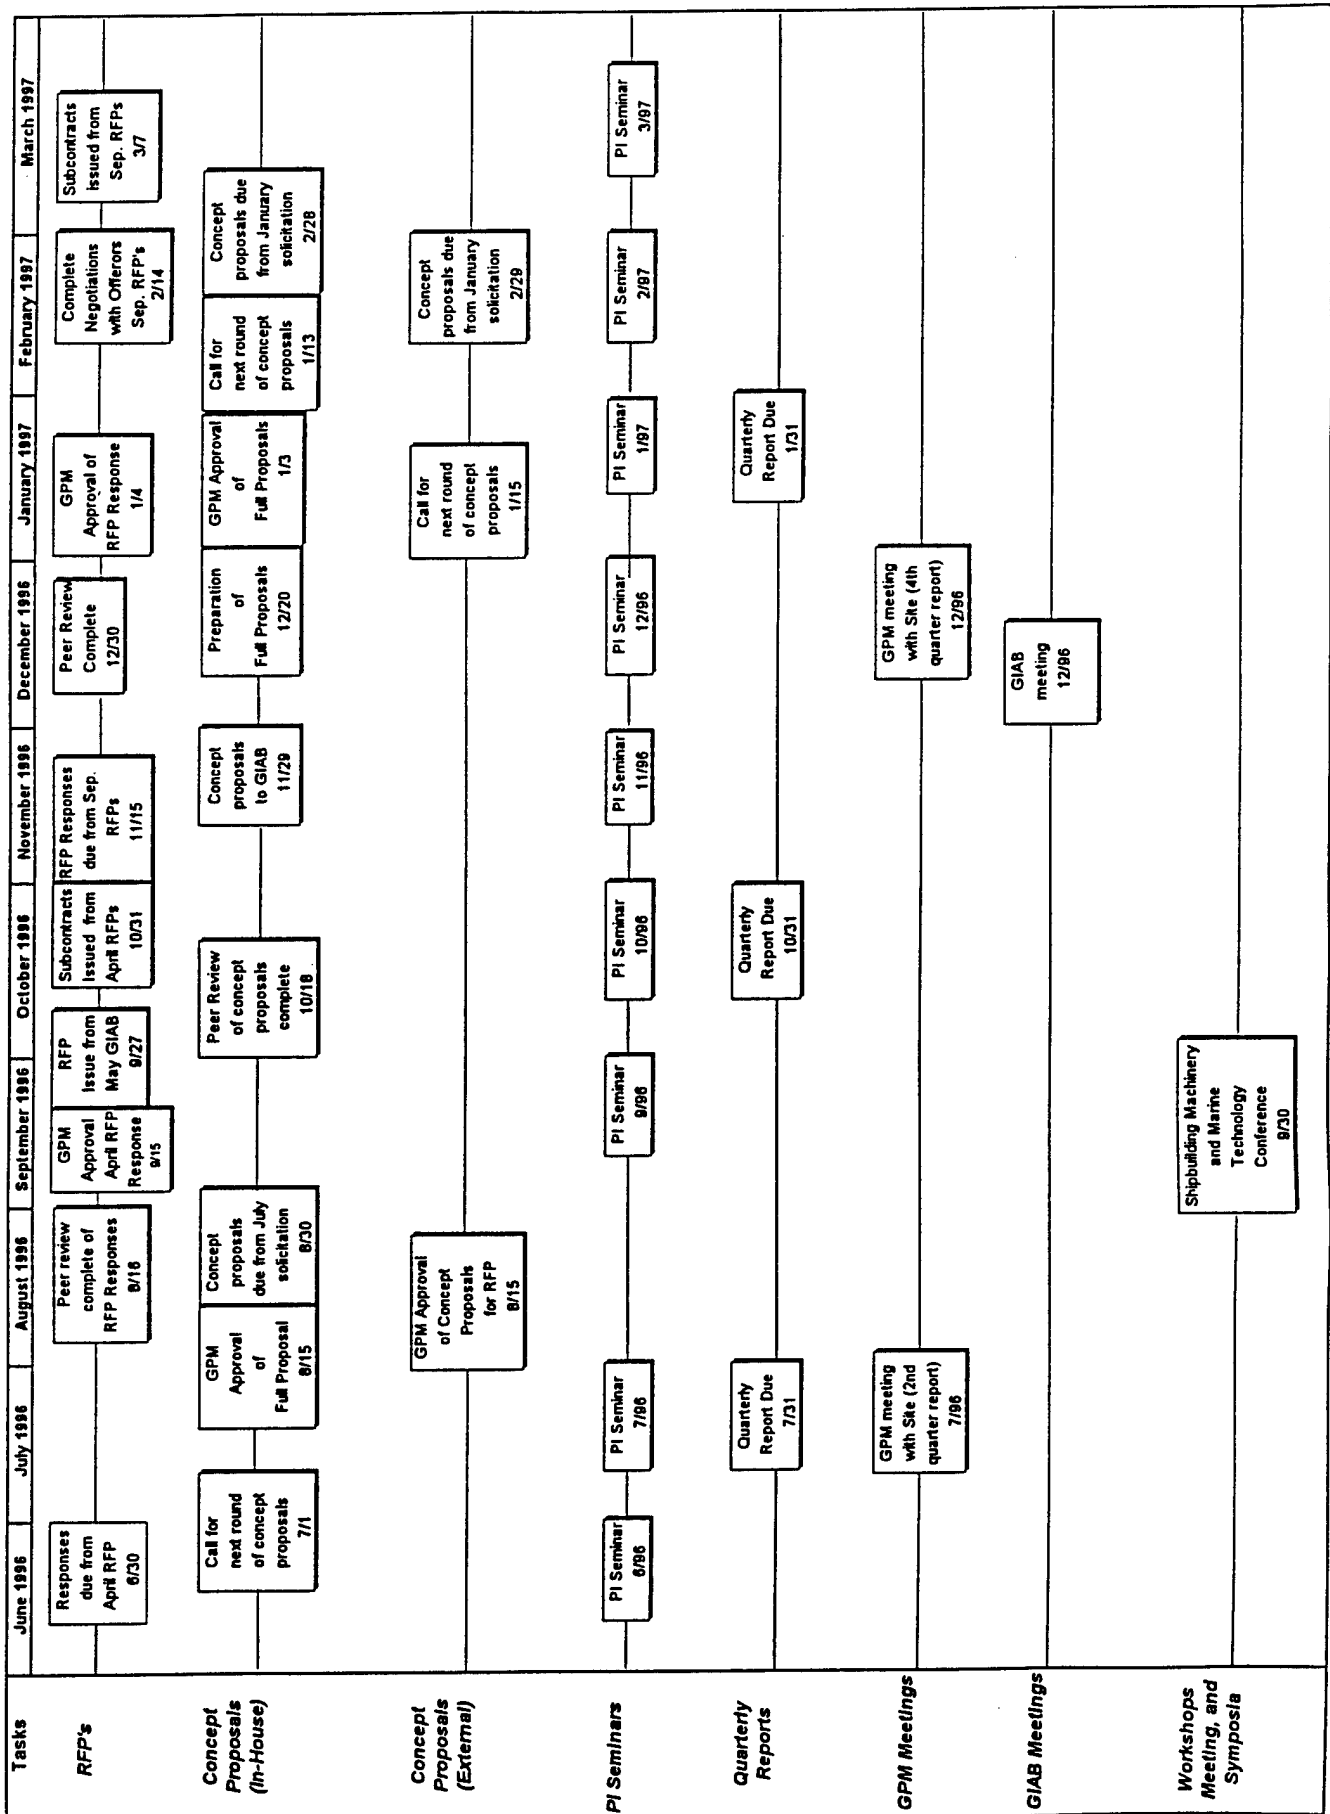 Tasks
June 1996
July 1996
August 1996
September 1996
October 1996
November 1996
December 1996
January 1997
February 1997
March 1997
RFP's
Responses
due from
April RFP
6/30
Peer review
complete of
RFP Responses
8/16
GPM
Approval
April RFP
Response
9/15
RFP
Issue from
May GIAB
9/27
Subcontracts
Issued from
April RFPs
10/31
RFP Responses
due from Sep.
RFPs
11/15
Peer Review
Complete
12/30
GPM
Approval of
RFP Response
1/4
Complete
Negotiations
with Offerors
Sep. RFP's
2/14
Subcontracts
Issued from
Sep. RFPs
3/7
Concept
Proposals
(In-House)
Call for
next round
of concept
proposals
7/1
GPM
Approval
of
Full Proposal
8/15
Concept
proposals
due from July
solicitation
8/30
Peer Review
of concept
proposals
complete
10/18
Concept
proposals
to GIAB
11/29
Preparation
of
Full Proposals
12/20
GPM Approval
of
Full Proposals
1/3
Call for
next round
of concept
proposals
1/13
Concept
proposals due
from January
solicitation
2/28
Concept
Proposals
(External)
GPM Approval
of Concept
Proposals
for RFP
8/15
Call for
next round
of concept
proposals
1/15
Concept
proposals due
from January
solicitation
2/29
PI Seminars
PI Seminar
6/96
PI Seminar
7/96
PI Seminar
9/96
PI Seminar
10/96
PI Seminar
11/96
PI Seminar
12/96
PI Seminar
1/97
PI Seminar
2/97
PI Seminar
3/97
Quarterly
Reports
Quarterly
Report Due
7/31
Quarterly
Report Due
10/31
Quarterly
Report Due
1/31
GPM Meetings
GPM meeting
with Site (2nd
quarter report)
7/96
GPM meeting
with Site (4th
quarter report)
12/96
GIAB Meetings
GIAB
meeting
12/96
Workshops
Meeting, and
Symposia
Shipbuilding Machinery
and Marine
Technology
Conference
9/30